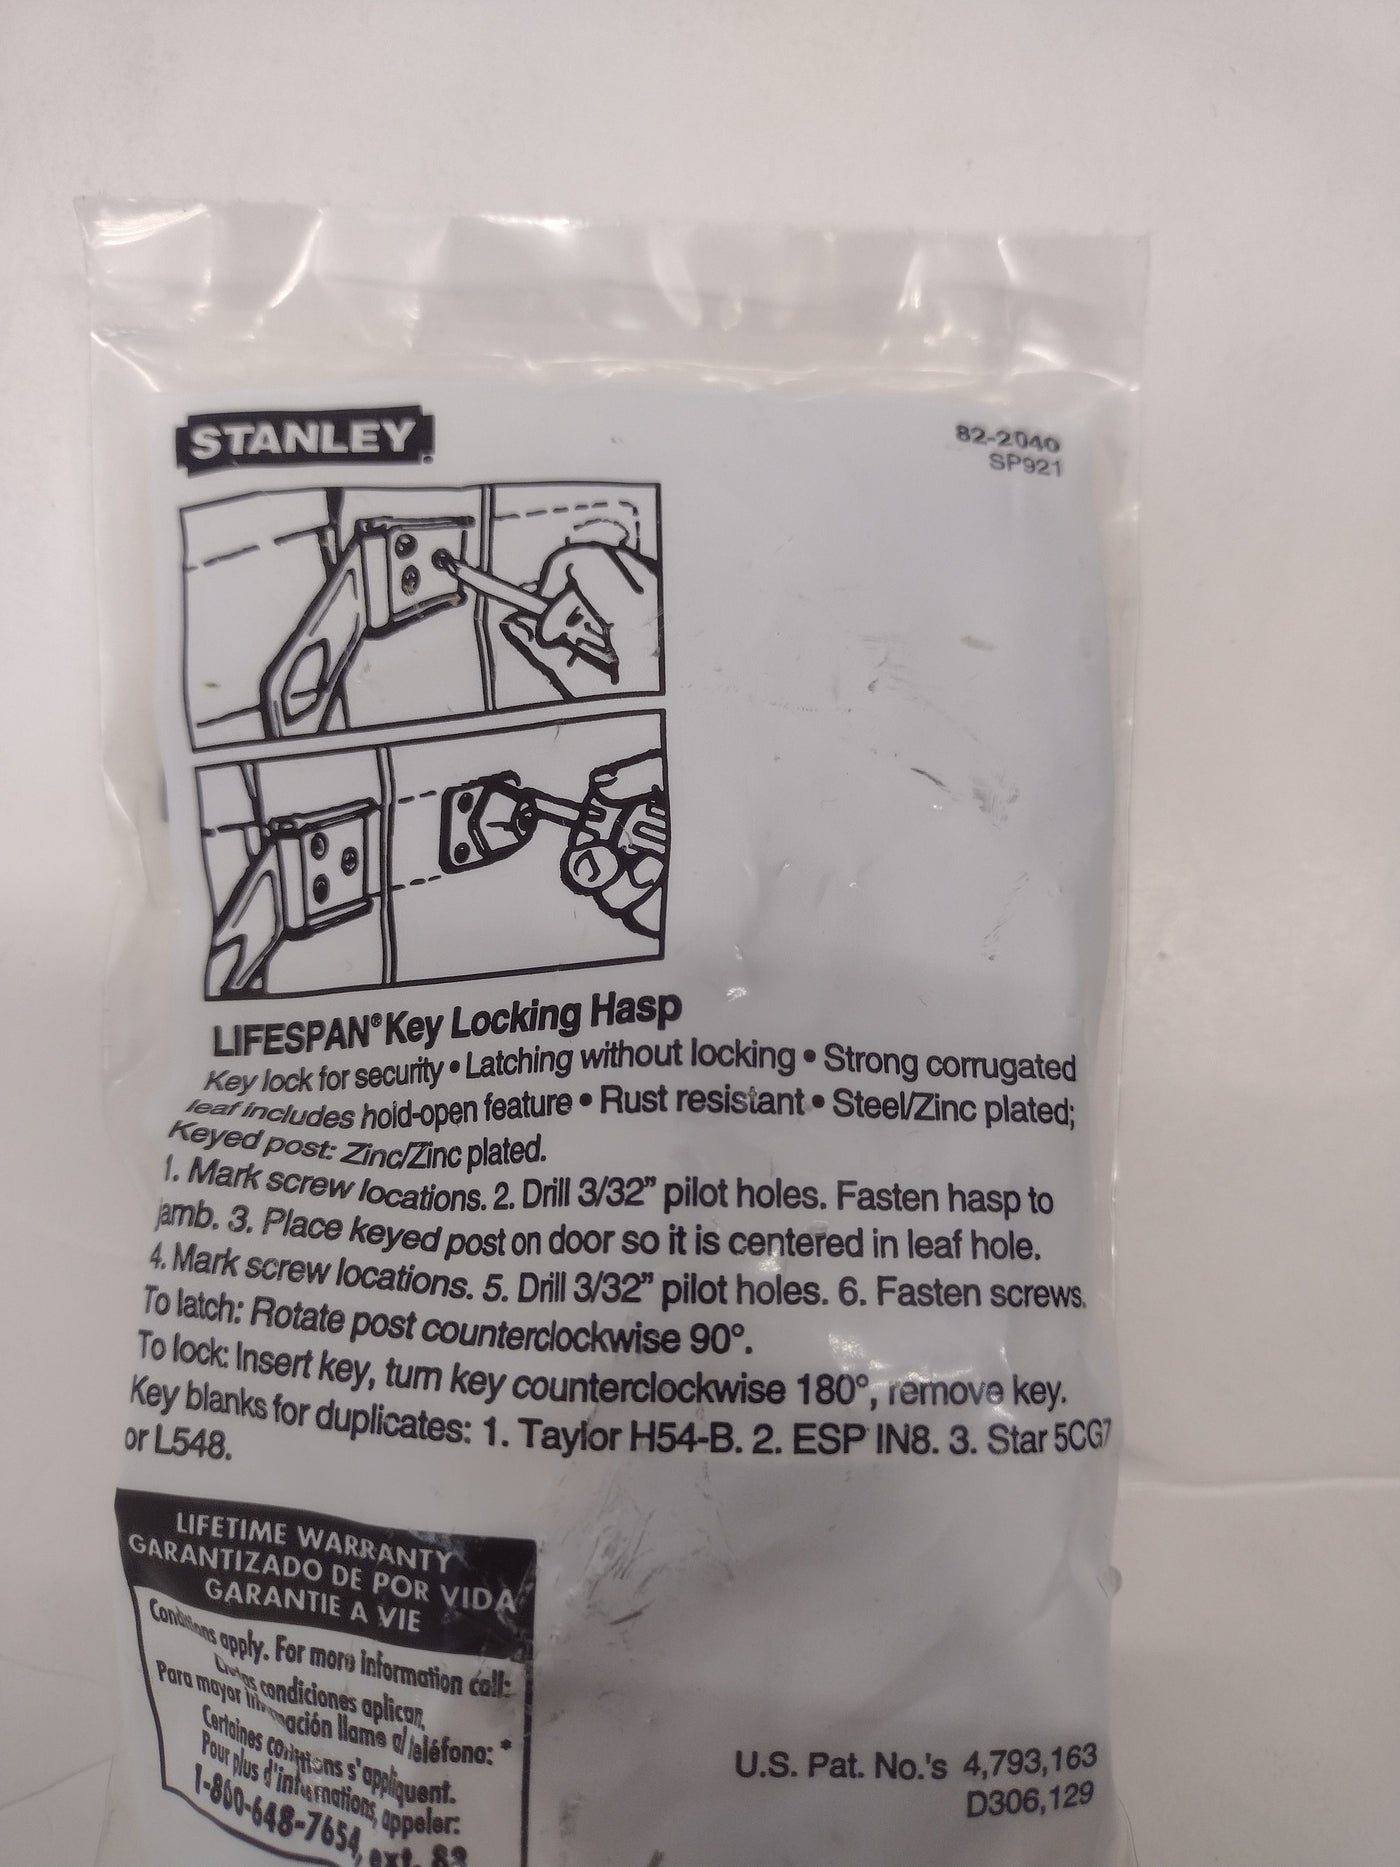 STANLEY
82-2040
SP921
LIFESPAN® Key Locking Hasp
Key lock for security • Latching without locking • Strong corrugated
leaf includes hold-open feature • Rust resistant • Steel/Zinc plated;
Keyed post: Zinc/Zinc plated.
1. Mark screw locations. 2. Drill 3/32” pilot holes. Fasten hasp to
jamb. 3. Place keyed post on door so it is centered in leaf hole.
4. Mark screw locations. 5. Drill 3/32” pilot holes. 6. Fasten screws.
To latch: Rotate post counterclockwise 90°.
To lock: Insert key, turn key counterclockwise 180°, remove key.
Key blanks for duplicates: 1. Taylor H54-B. 2. ESP IN8. 3. Star 5CG7
or L548.
LIFETIME WARRANTY
GARANTIZADO DE POR VIDA
GARANTIE A VIE
Conditions apply. For more information call:
condiciones aplican.
Para mayor información llame al teléfono: *
Certaines conditions s'appliquent.
Pour plus d'informations, appeler:
1-800-648-7654, ext. 83
U.S. Pat. No.'s 4,793,163
D306,129